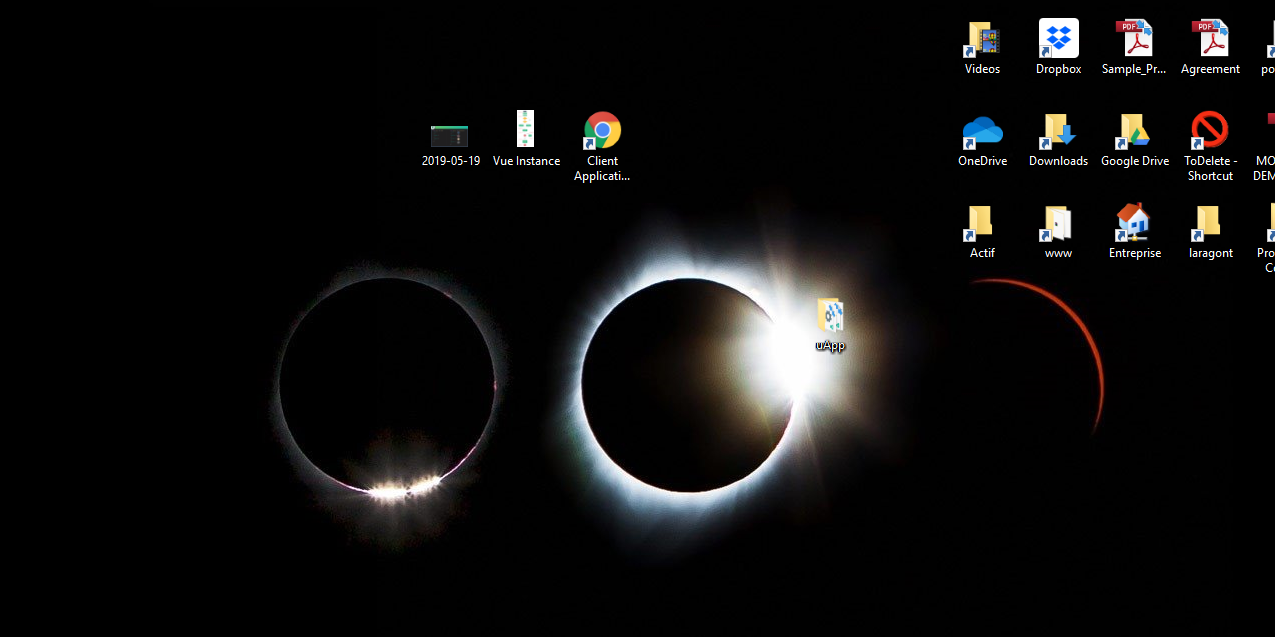 Videos
Dropbox
Sample_Pr...
Agreement
po
2019-05-19
Vue Instance
Client
Applicati...
OneDrive
Downloads
Google Drive
ToDelete -
Shortcut
MO
DEM
Actif
www
Entreprise
laragont
Pro
Co
uApp